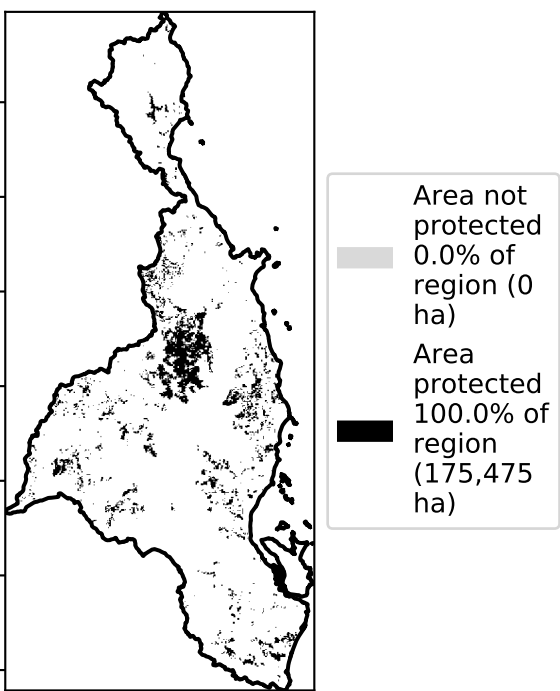 Area not
protected
0.0% of
region (0
ha)
Area
protected
100.0% of
region
(175,475
ha)